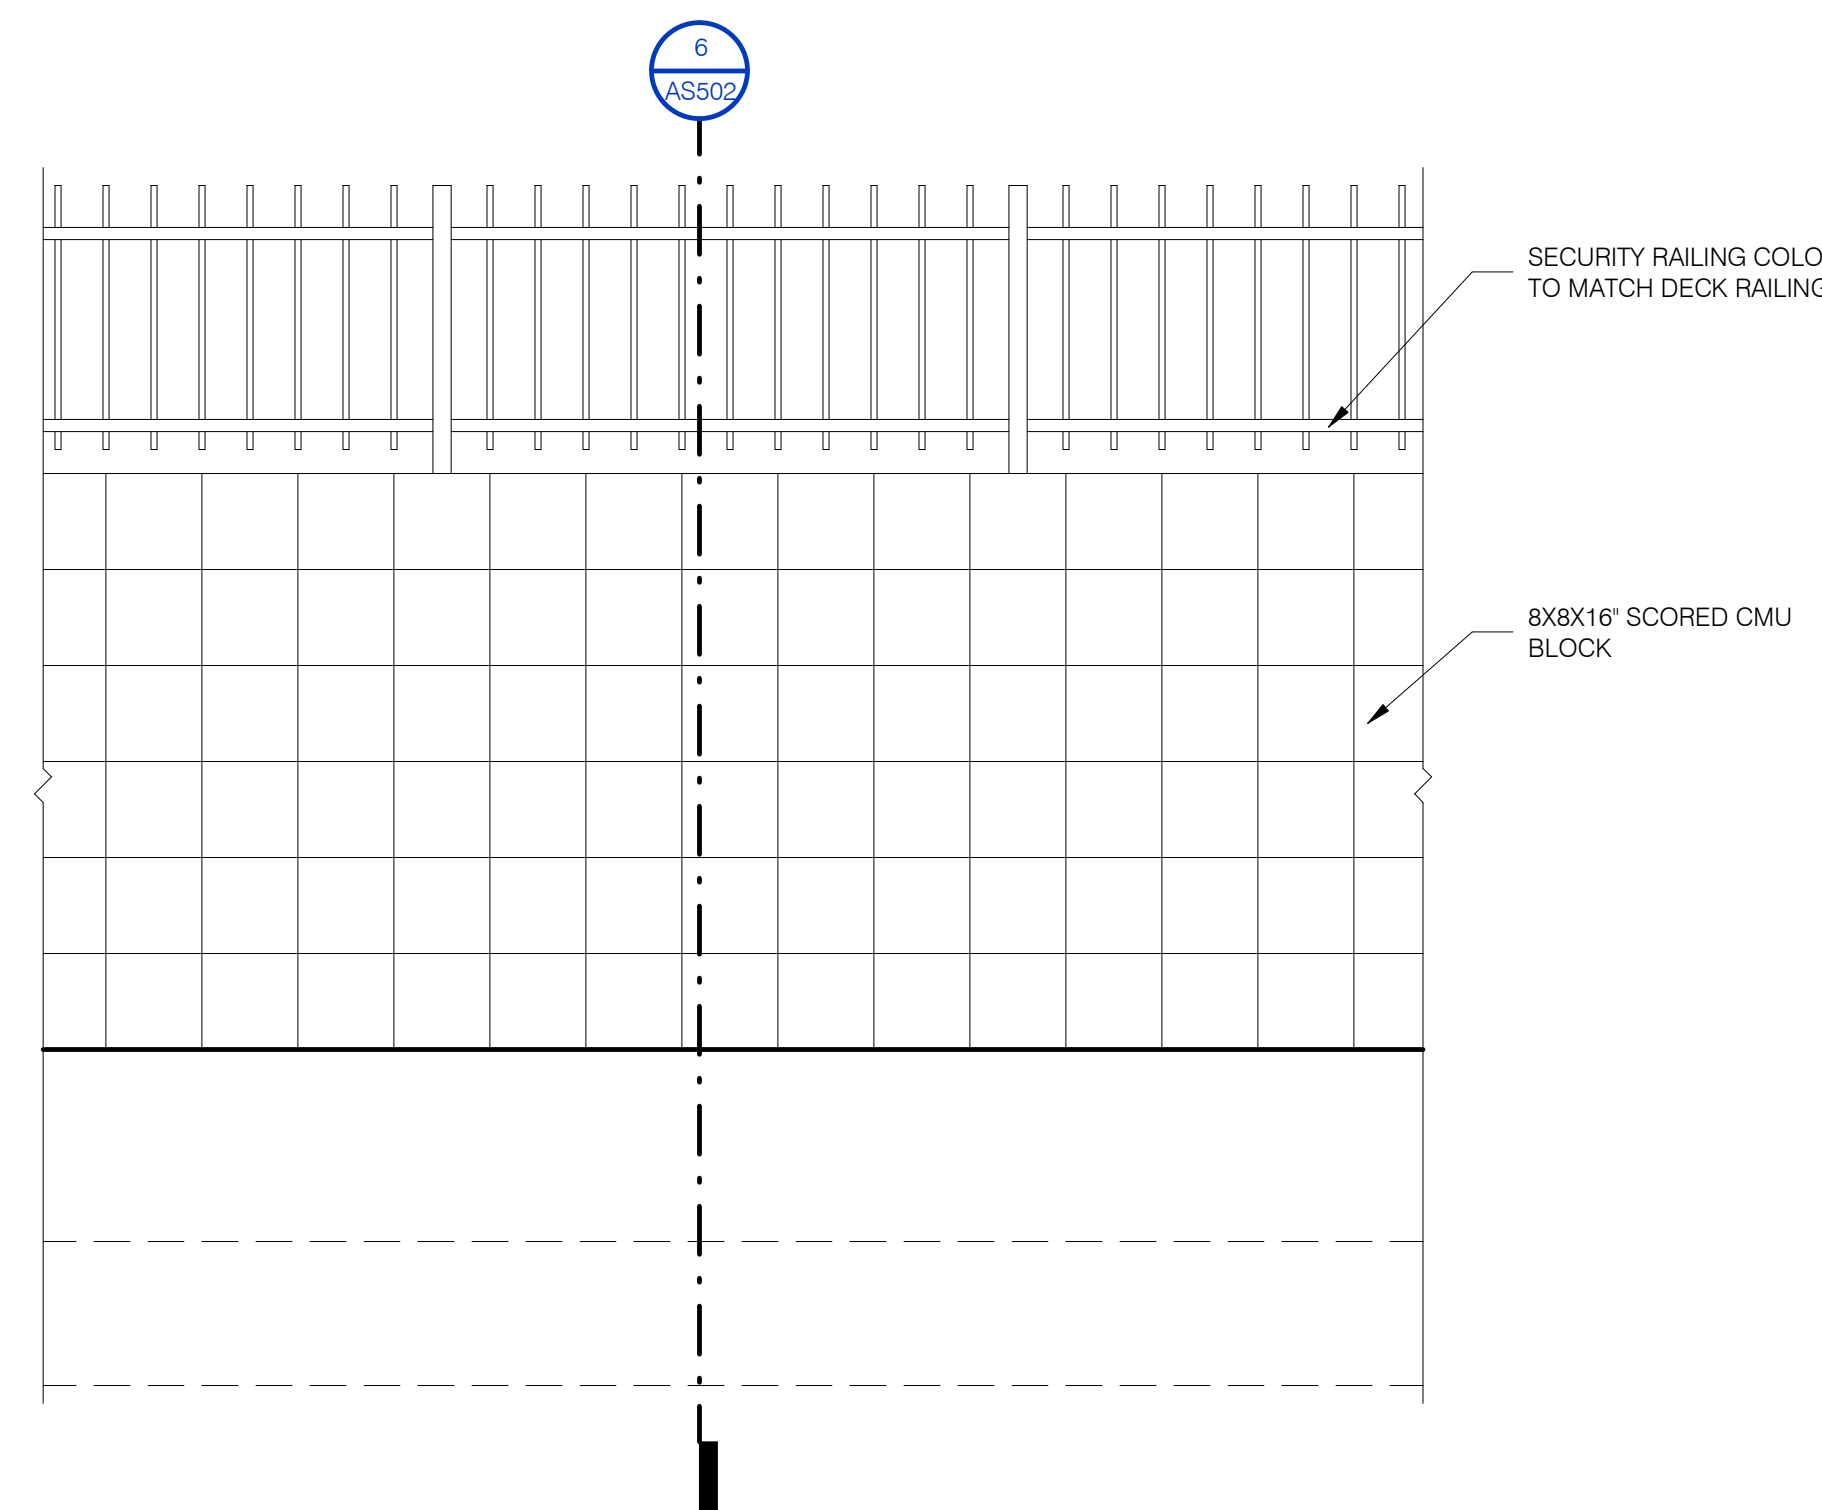 6
AS502
SECURITY RAILING COLO
TO MATCH DECK RAILING
8X8X16" SCORED CMU
BLOCK